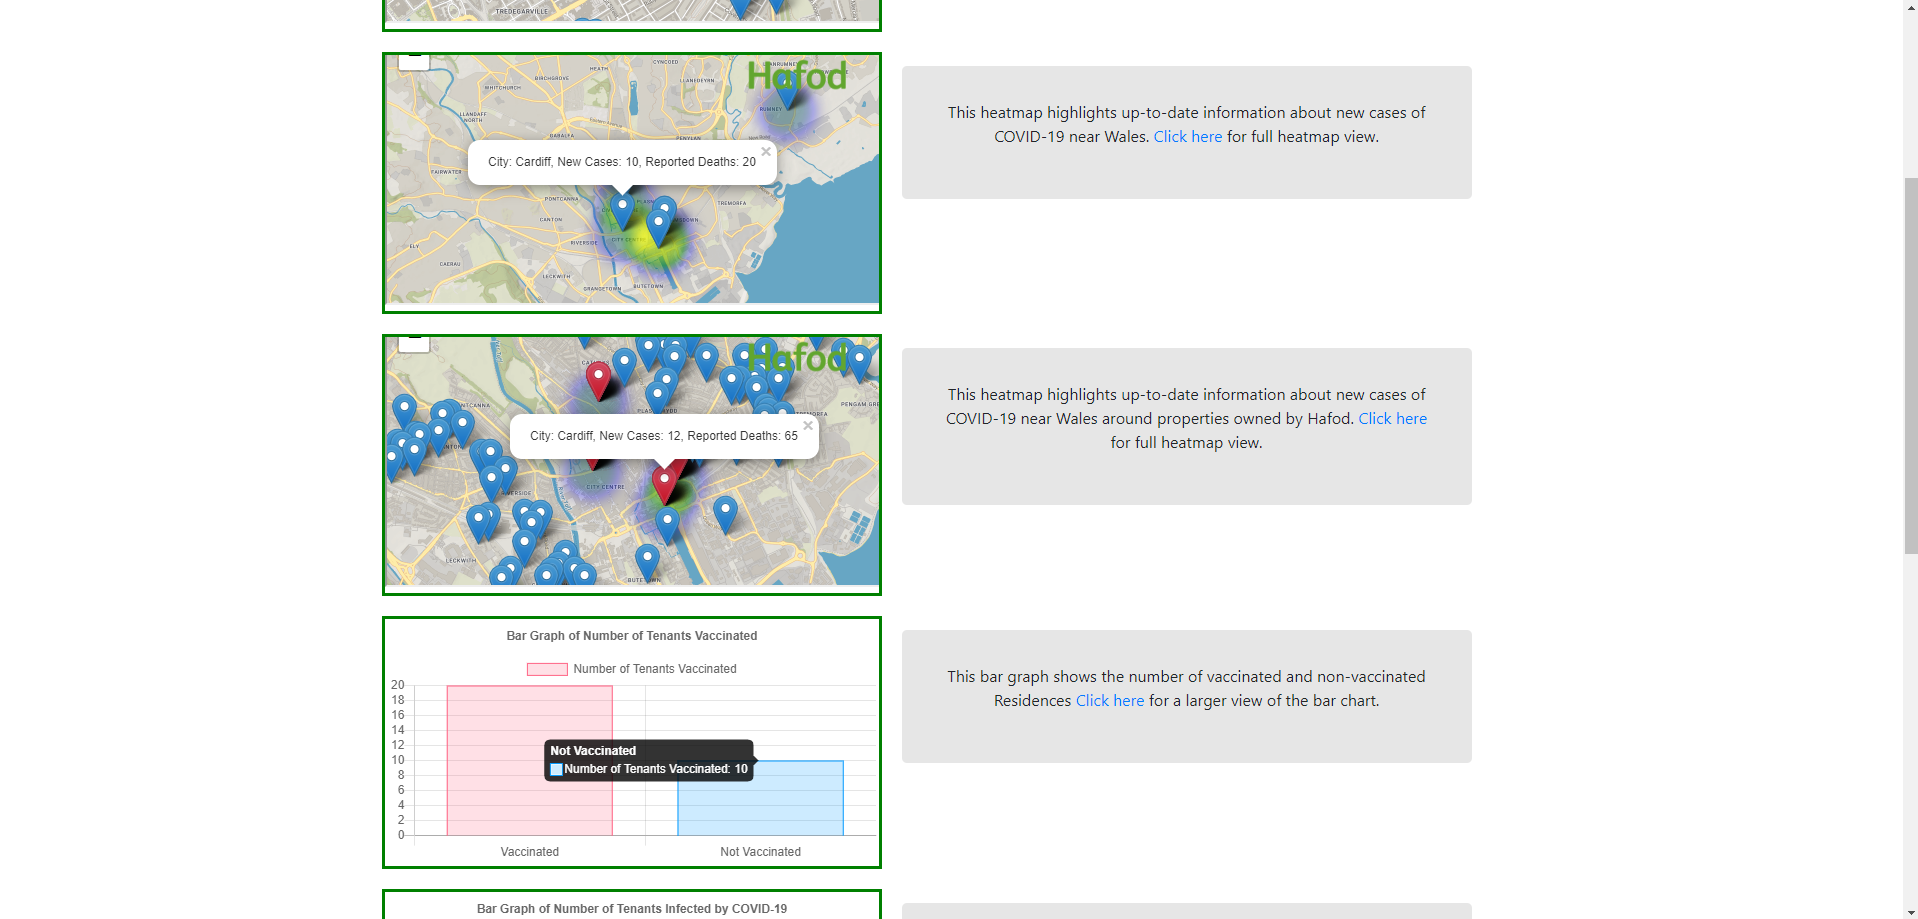 TREDEGARVILLE
HEATH
CYNCOED
LLANRUMNEY
Hafod
BIRCHGROVE
LLANEDEYRN
WHITCHURCH
RUMNEY
LLANDAFF
NORTH
Eastern Avenue
GABALFA
PENYLAN
City: Cardiff, New Cases: 10, Reported Deaths: 20
×
FAIRWATER
PONTCANNA
TREMORFA
CANTON
RIVERSIDE
CITY CENTRE
ELY
CAERAU
LECKWITH
GRANGETOWN
BUTETOWN
This heatmap highlights up-to-date information about new cases of
COVID-19 near Wales. Click here for full heatmap view.
Hafod
PENGAM GRE
City: Cardiff, New Cases: 12, Reported Deaths: 65
×
CITY CENTRE
LECKWITH
This heatmap highlights up-to-date information about new cases of
COVID-19 near Wales around properties owned by Hafod. Click here
for full heatmap view.
Bar Graph of Number of Tenants Vaccinated
Number of Tenants Vaccinated
20
18
16
14
12
10
8
6
4
2
0
Not Vaccinated
Number of Tenants Vaccinated: 10
Vaccinated
Not Vaccinated
This bar graph shows the number of vaccinated and non-vaccinated
Residences Click here for a larger view of the bar chart.
Bar Graph of Number of Tenants Infected by COVID-19